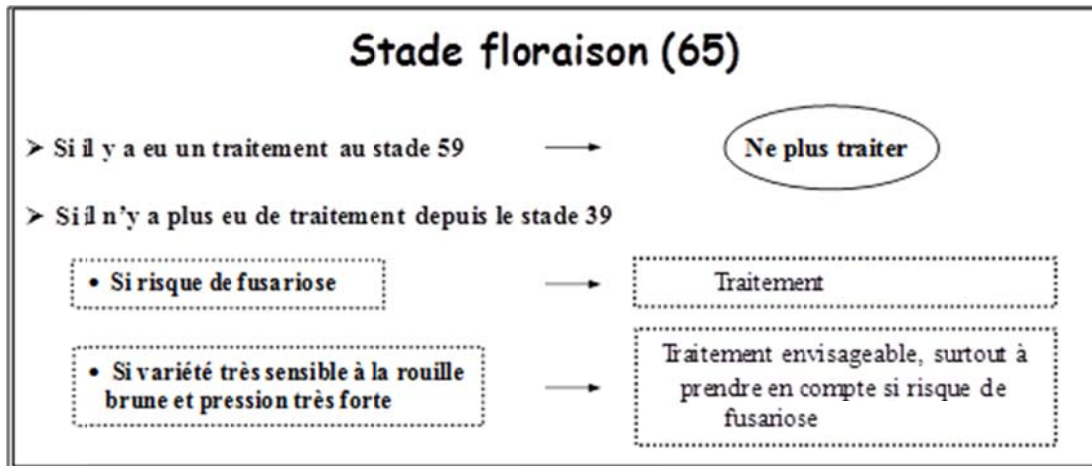 Stade floraison (65)
➢ Si il y a eu un traitement au stade 59
Ne plus traiter
➢ Si il n'y a plus eu de traitement depuis le stade 39
• Si risque de fusariose
Traitement
• Si variété très sensible à la rouille
brune et pression très forte
Traitement envisageable, surtout à
prendre en compte si risque de
fusariose